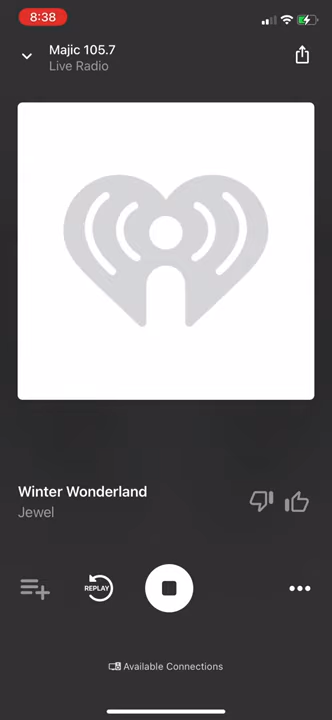 8:38
Majic 105.7
Live Radio
Winter Wonderland
Jewel
REPLAY
Available Connections